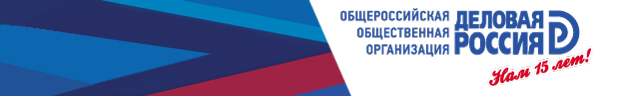 ОБЩЕРОССИЙСКАЯ
ОБЩЕСТВЕННАЯ
ОРГАНИЗАЦИЯ
ДЕЛОВАЯ
РОССИЯ
Нам 15 лет!